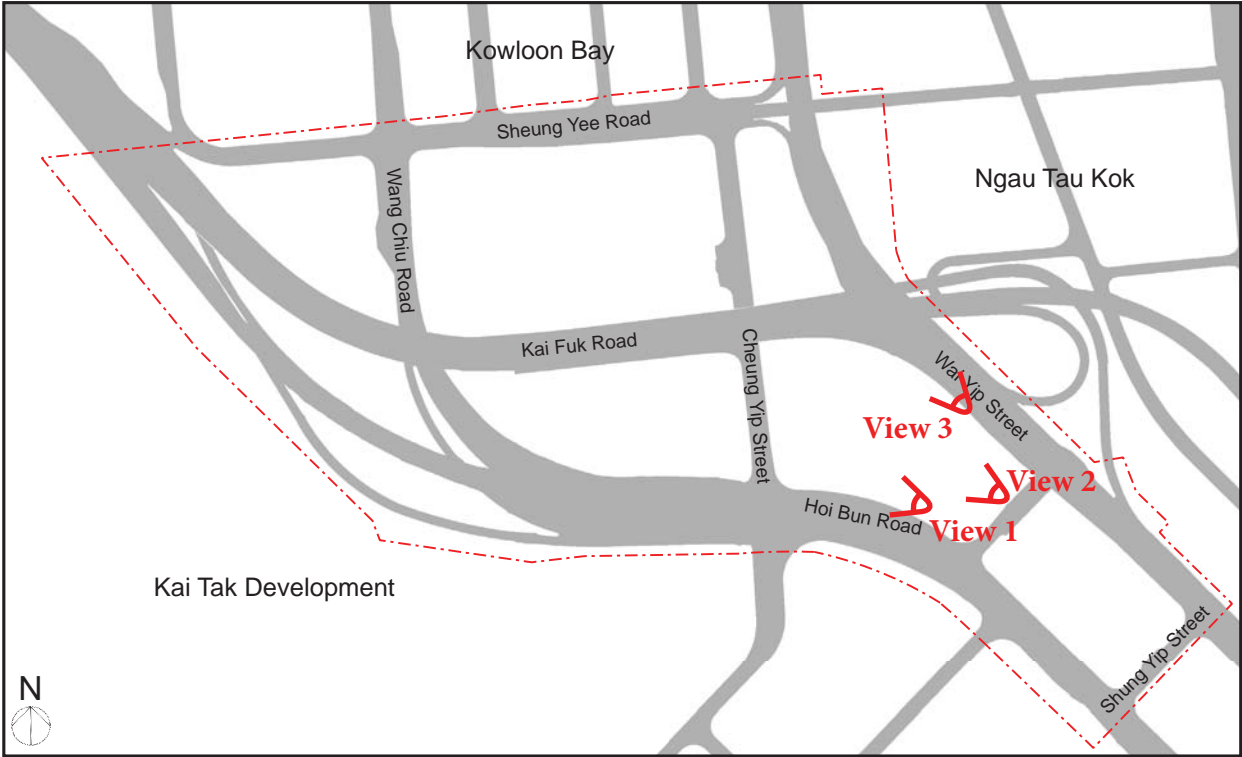 Kowloon Bay
Sheung Yee Road
Ngau Tau Kok
Wang Chiu Road
Kai Fuk Road
Cheung Yip Street
Wai Yip Street
View 3
View 2
Hoi Bun Road
View 1
Kai Tak Development
Shung Yip Street
N